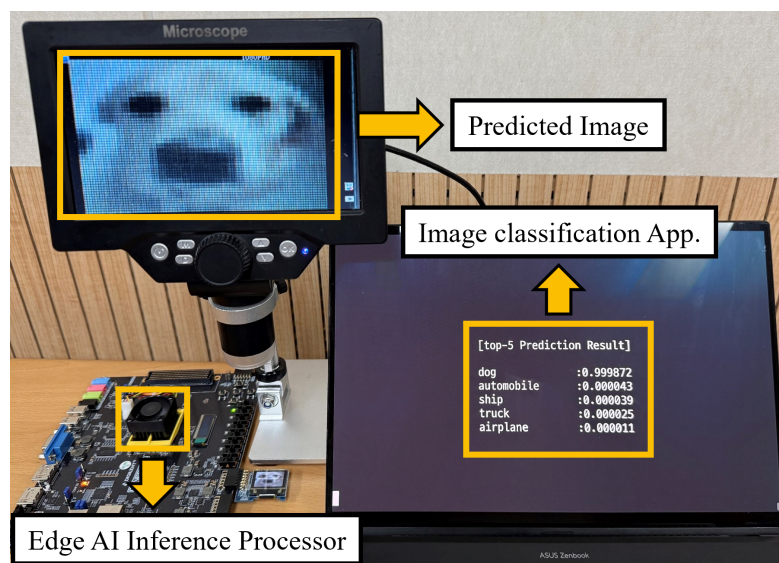 Microscope
1080FHD
Predicted Image
Image classification App.
[top-5 Prediction Result]
dog :0.999872
automobile :0.000043
ship :0.000039
truck :0.000025
airplane :0.000011
Edge AI Inference Processor
ASUS Zenbook